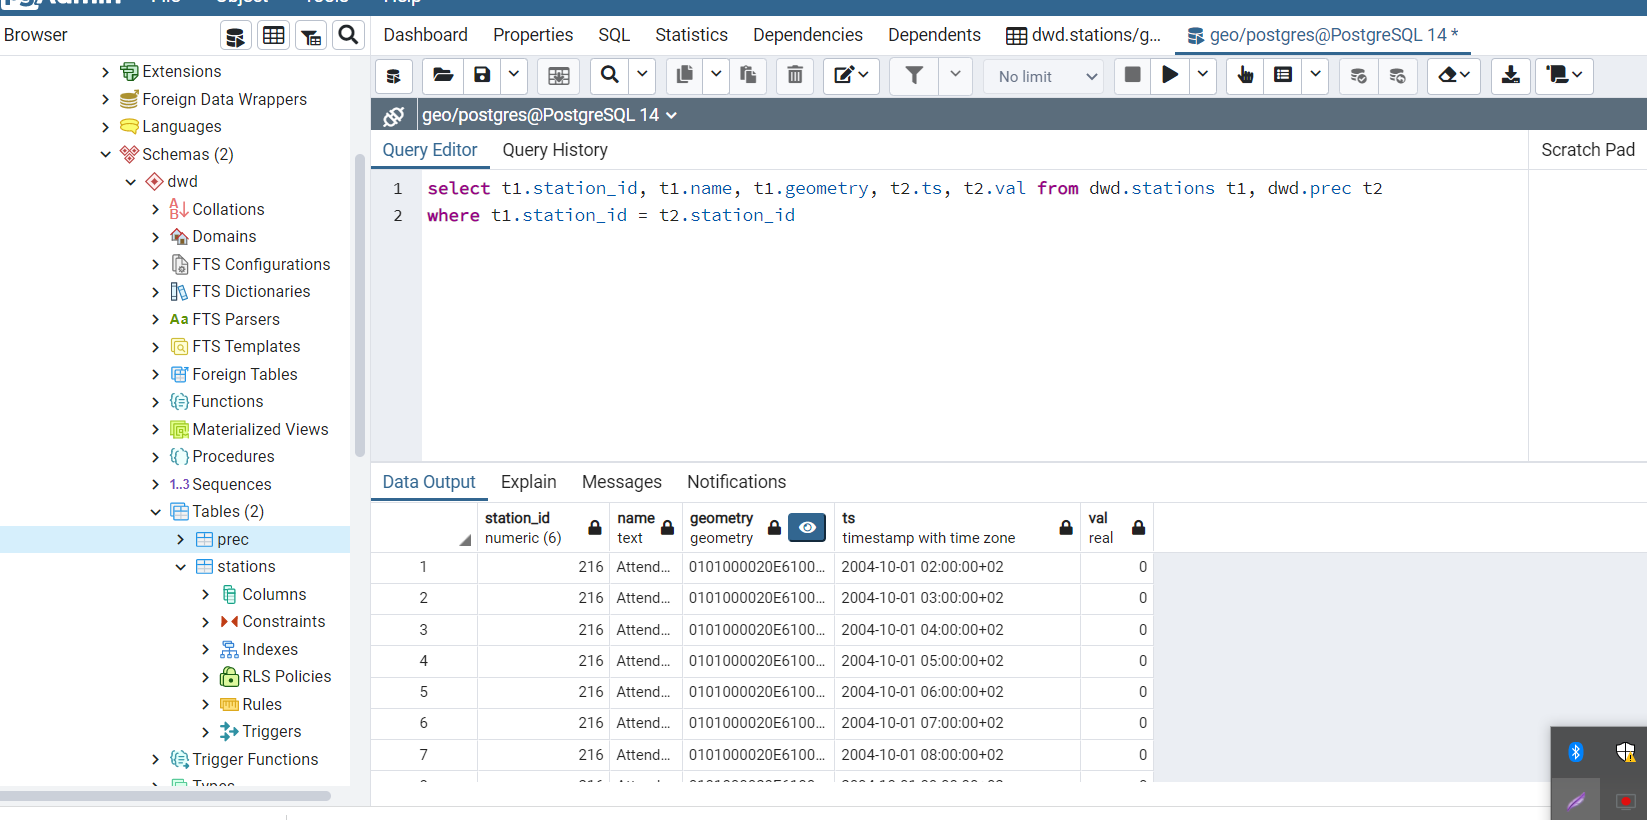 Browser
Dashboard Properties SQL Statistics Dependencies Dependents dwd.stations/g... geo/postgres@PostgreSQL 14 *
No limit
geo/postgres@PostgreSQL 14
Query Editor Query History Scratch Pad
1 select t1.station_id, t1.name, t1.geometry, t2.ts, t2.val from dwd.stations t1, dwd.prec t2
2 where t1.station_id = t2.station_id
Extensions
Foreign Data Wrappers
Languages
Schemas (2)
dwd
Collations
Domains
FTS Configurations
FTS Dictionaries
Aa FTS Parsers
FTS Templates
Foreign Tables
Functions
Materialized Views
Procedures
1..3 Sequences
Tables (2)
prec
stations
Columns
Constraints
Indexes
RLS Policies
Rules
Triggers
Trigger Functions
Types
Data Output Explain Messages Notifications
station_id name geometry ts val
numeric (6) text geometry timestamp with time zone real
1 216 Attend... 0101000020E6100... 2004-10-01 02:00:00+02 0
2 216 Attend... 0101000020E6100... 2004-10-01 03:00:00+02 0
3 216 Attend... 0101000020E6100... 2004-10-01 04:00:00+02 0
4 216 Attend... 0101000020E6100... 2004-10-01 05:00:00+02 0
5 216 Attend... 0101000020E6100... 2004-10-01 06:00:00+02 0
6 216 Attend... 0101000020E6100... 2004-10-01 07:00:00+02 0
7 216 Attend... 0101000020E6100... 2004-10-01 08:00:00+02 0